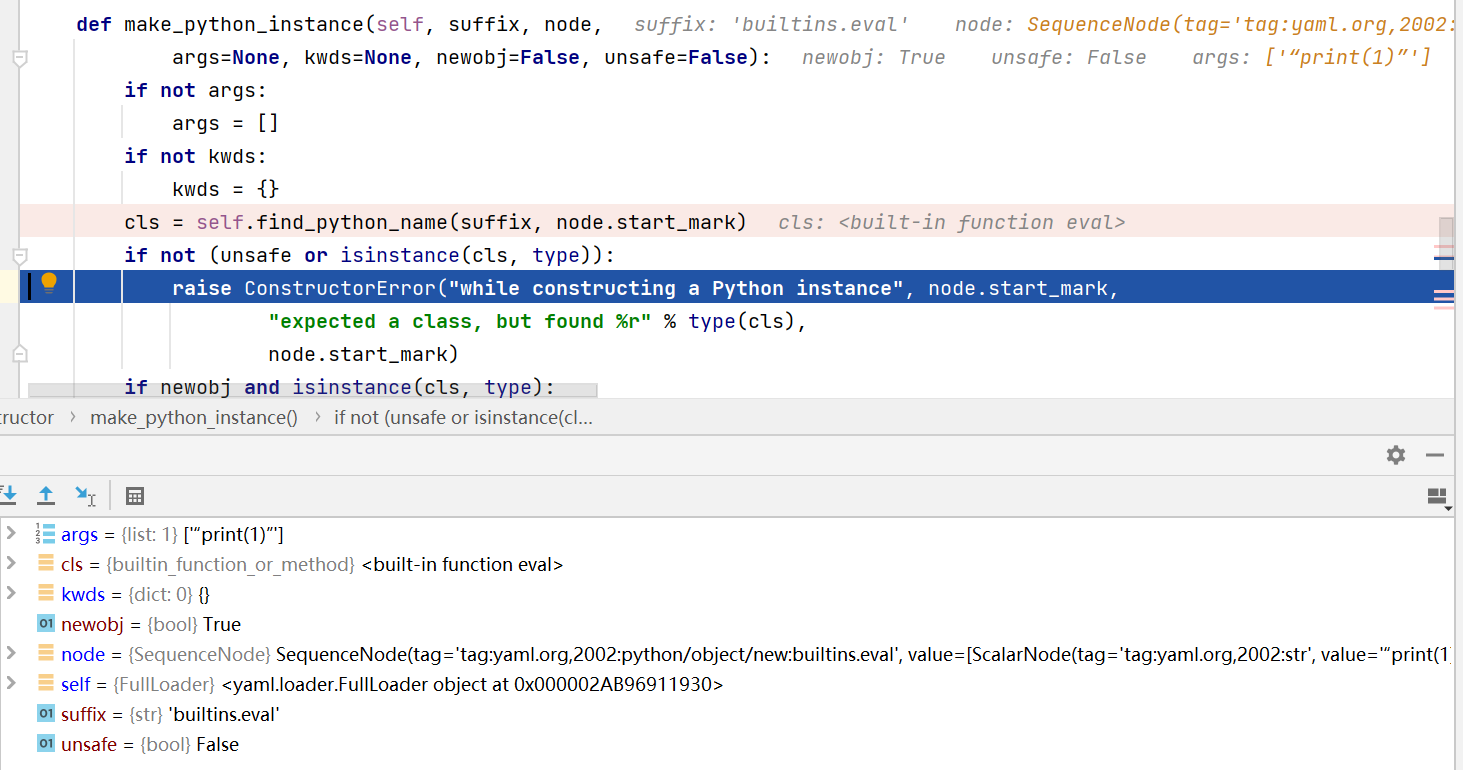 def make_python_instance(self, suffix, node, suffix: 'builtins.eval' node: SequenceNode(tag='tag:yaml.org,2002:
args=None, kwds=None, newobj=False, unsafe=False): newobj: True unsafe: False args: ['“print(1)”']
if not args:
args = []
if not kwds:
kwds = {}
cls = self.find_python_name(suffix, node.start_mark) cls: <built-in function eval>
if not (unsafe or isinstance(cls, type)):
raise ConstructorError("while constructing a Python instance", node.start_mark,
"expected a class, but found %r" % type(cls),
node.start_mark)
if newobj and isinstance(cls, type):
tructor › make_python_instance() › if not (unsafe or isinstance(cl...
args = {list: 1} ['“print(1)”']
cls = {builtin_function_or_method} <built-in function eval>
kwds = {dict: 0} {}
01 newobj = {bool} True
node = {SequenceNode} SequenceNode(tag='tag:yaml.org,2002:python/object/new:builtins.eval', value=[ScalarNode(tag='tag:yaml.org,2002:str', value='“print(1
self = {FullLoader} <yaml.loader.FullLoader object at 0x000002AB96911930>
01 suffix = {str} 'builtins.eval'
01 unsafe = {bool} False